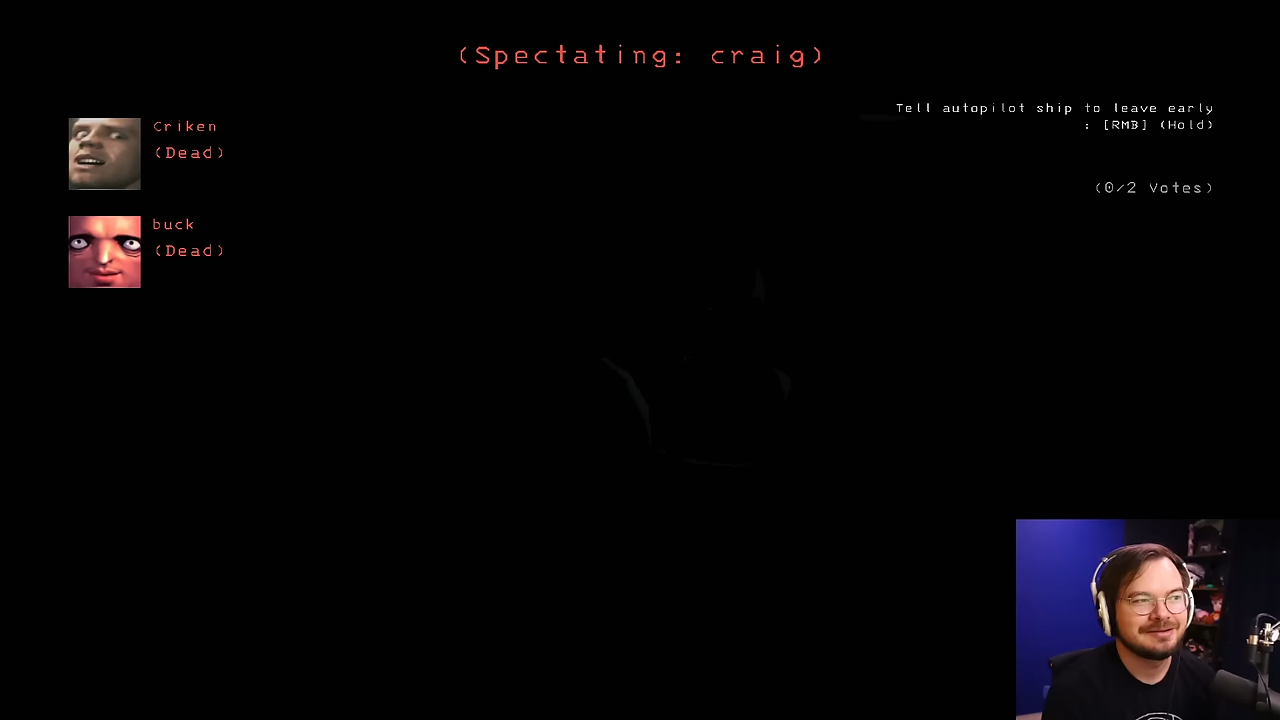 (Spectating: craig)
Criken
(Dead)
buck
(Dead)
Tell autopilot ship to leave early
: [RMB] (Hold)
(0/2 Votes)